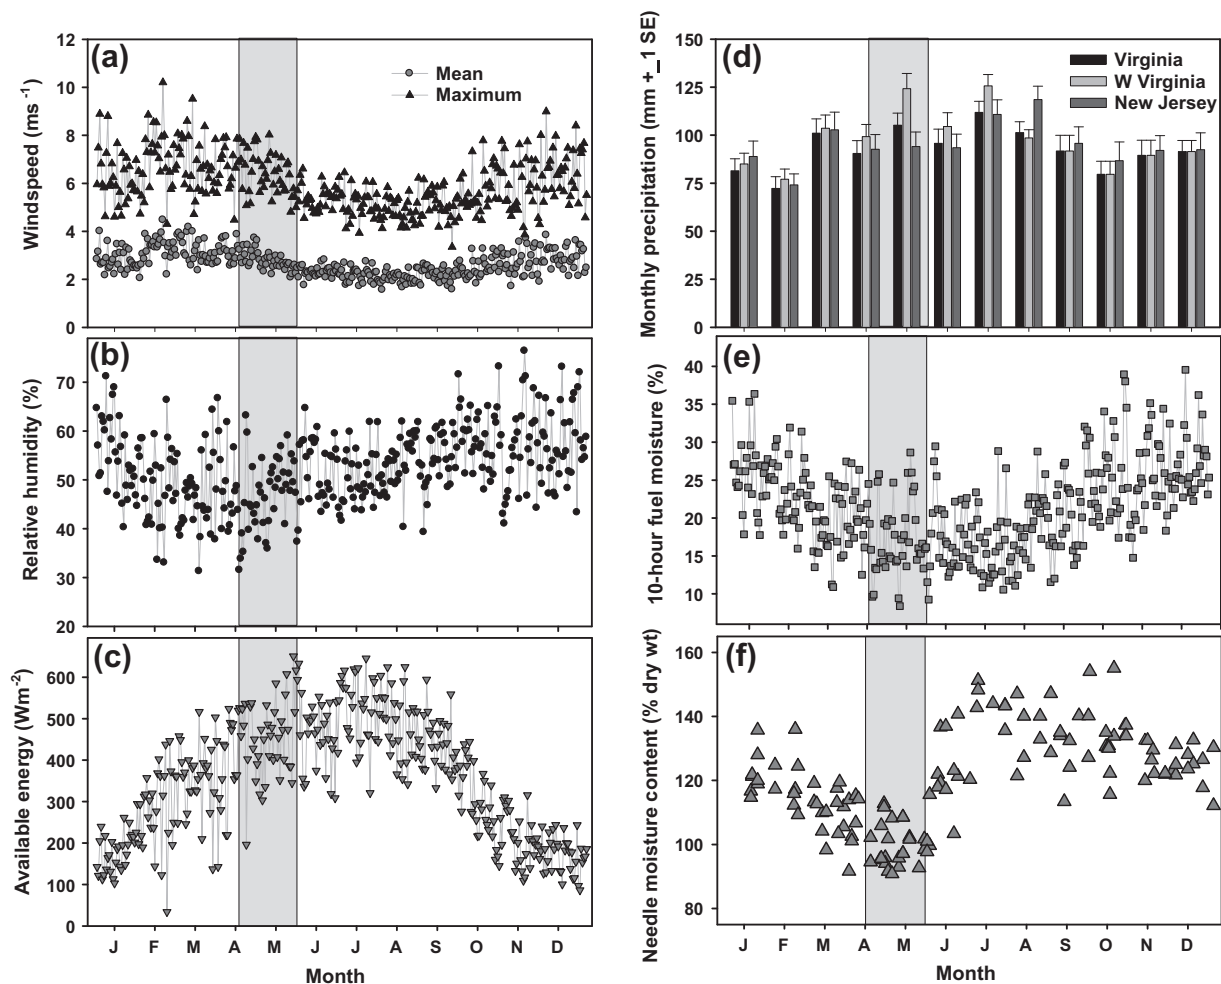 (a)
Mean
Maximum
Windspeed (ms⁻¹)
12
10
8
6
4
2
0
(b)
Relative humidity (%)
70
60
50
40
30
20
(c)
Available energy (Wm⁻²)
600
500
400
300
200
100
0
J F M A M J J A S O N D
Month
(d)
Virginia
W Virginia
New Jersey
Monthly precipitation (mm +_1 SE)
150
125
100
75
50
25
0
(e)
10-hour fuel moisture (%)
40
35
30
25
20
15
10
(f)
Needle moisture content (% dry wt)
160
140
120
100
80
J F M A M J J A S O N D
Month